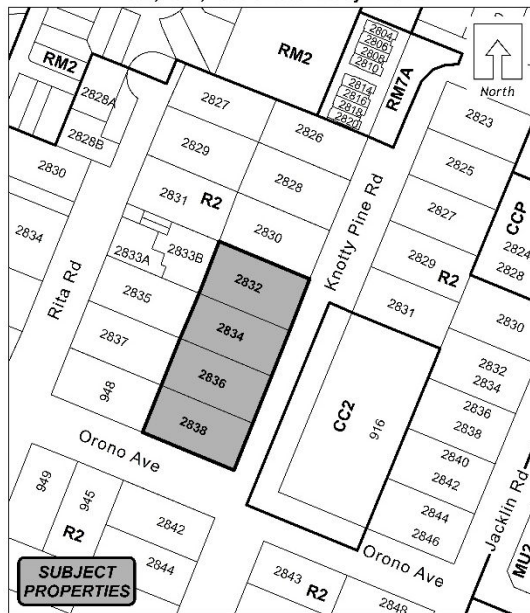 2804
2806
2808
2810
2814
2816
2818
2820
RM2
RM7A
North
RM2
2828A
2828B
2827
2826
2823
2829
2828
2825
2830
2831
R2
2830
Knotty Pine Rd
2827
CCP
2824
2828
2834
2833A
2833B
2832
2829
R2
Rita Rd
2835
2834
2831
2830
2837
2836
2832
2834
948
2838
CC2
916
2836
2838
Orono Ave
2840
2842
949
945
2842
2844
2846
Jacklin Rd
R2
2844
Orono Ave
MU2
SUBJECT
PROPERTIES
2843
R2
2848